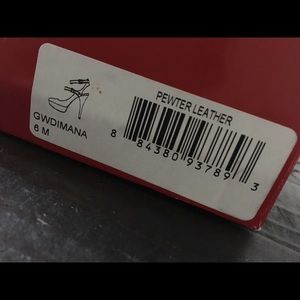 PEWTER LEATHER
GWDIMANA
6 M
8 84380 93789 3